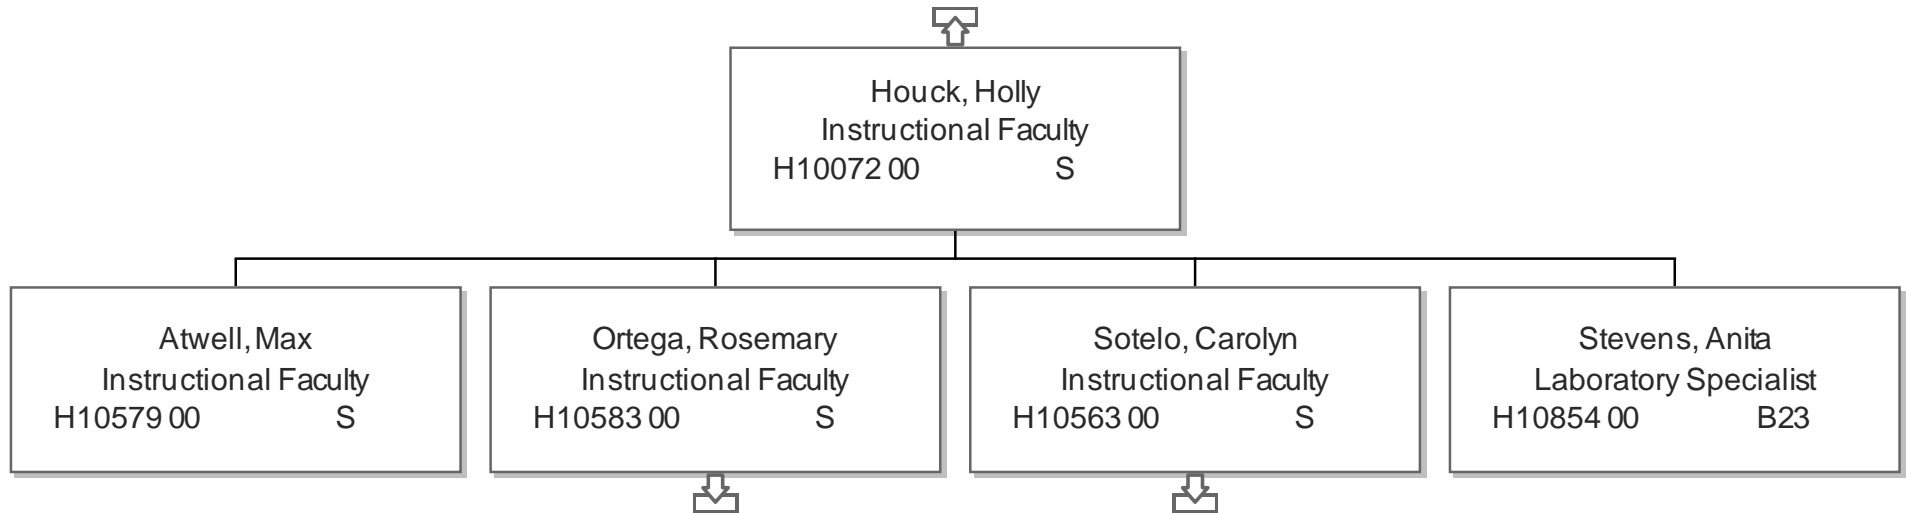 Houck, Holly
Instructional Faculty
H10072 00 S
Atwell, Max
Instructional Faculty
H10579 00 S
Ortega, Rosemary
Instructional Faculty
H10583 00 S
Sotelo, Carolyn
Instructional Faculty
H10563 00 S
Stevens, Anita
Laboratory Specialist
H10854 00 B23